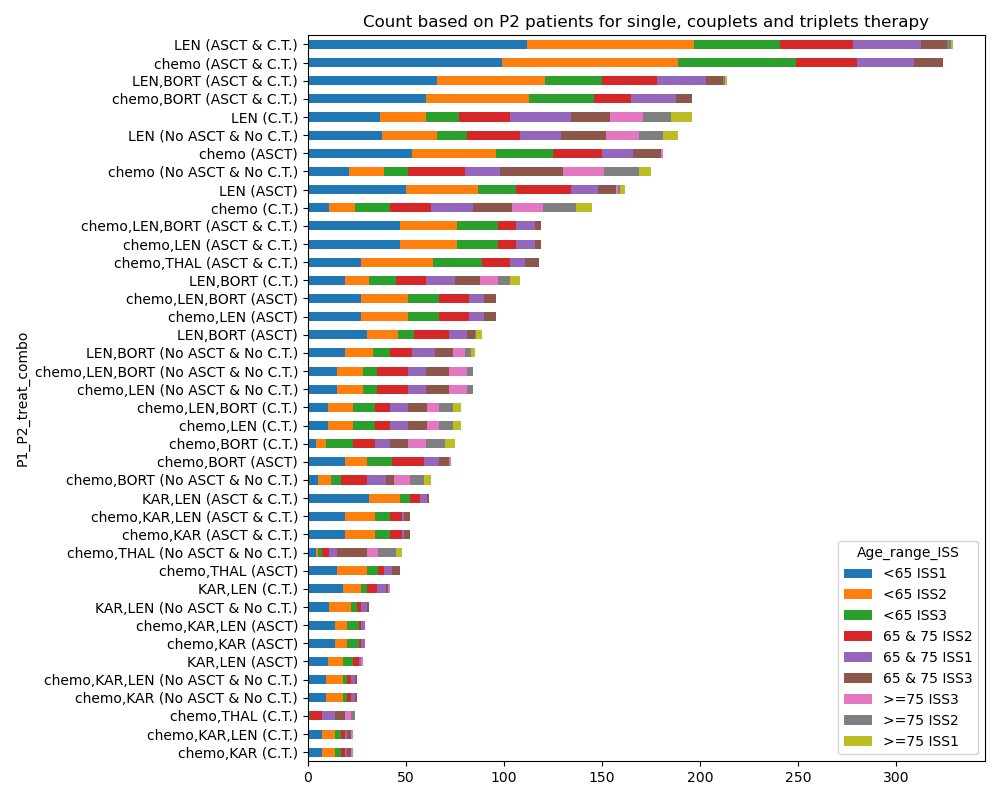 Count based on P2 patients for single, couplets and triplets therapy
P1_P2_treat_combo
LEN (ASCT & C.T.)
chemo (ASCT & C.T.)
LEN,BORT (ASCT & C.T.)
chemo,BORT (ASCT & C.T.)
LEN (C.T.)
LEN (No ASCT & No C.T.)
chemo (ASCT)
chemo (No ASCT & No C.T.)
LEN (ASCT)
chemo (C.T.)
chemo,LEN,BORT (ASCT & C.T.)
chemo,LEN (ASCT & C.T.)
chemo,THAL (ASCT & C.T.)
LEN,BORT (C.T.)
chemo,LEN,BORT (ASCT)
chemo,LEN (ASCT)
LEN,BORT (ASCT)
LEN,BORT (No ASCT & No C.T.)
chemo,LEN,BORT (No ASCT & No C.T.)
chemo,LEN (No ASCT & No C.T.)
chemo,LEN,BORT (C.T.)
chemo,LEN (C.T.)
chemo,BORT (C.T.)
chemo,BORT (ASCT)
chemo,BORT (No ASCT & No C.T.)
KAR,LEN (ASCT & C.T.)
chemo,KAR,LEN (ASCT & C.T.)
chemo,KAR (ASCT & C.T.)
chemo,THAL (No ASCT & No C.T.)
chemo,THAL (ASCT)
KAR,LEN (C.T.)
KAR,LEN (No ASCT & No C.T.)
chemo,KAR,LEN (ASCT)
chemo,KAR (ASCT)
KAR,LEN (ASCT)
chemo,KAR,LEN (No ASCT & No C.T.)
chemo,KAR (No ASCT & No C.T.)
chemo,THAL (C.T.)
chemo,KAR,LEN (C.T.)
chemo,KAR (C.T.)
Age_range_ISS
<65 ISS1
<65 ISS2
<65 ISS3
65 & 75 ISS2
65 & 75 ISS1
65 & 75 ISS3
>=75 ISS3
>=75 ISS2
>=75 ISS1
0 50 100 150 200 250 300